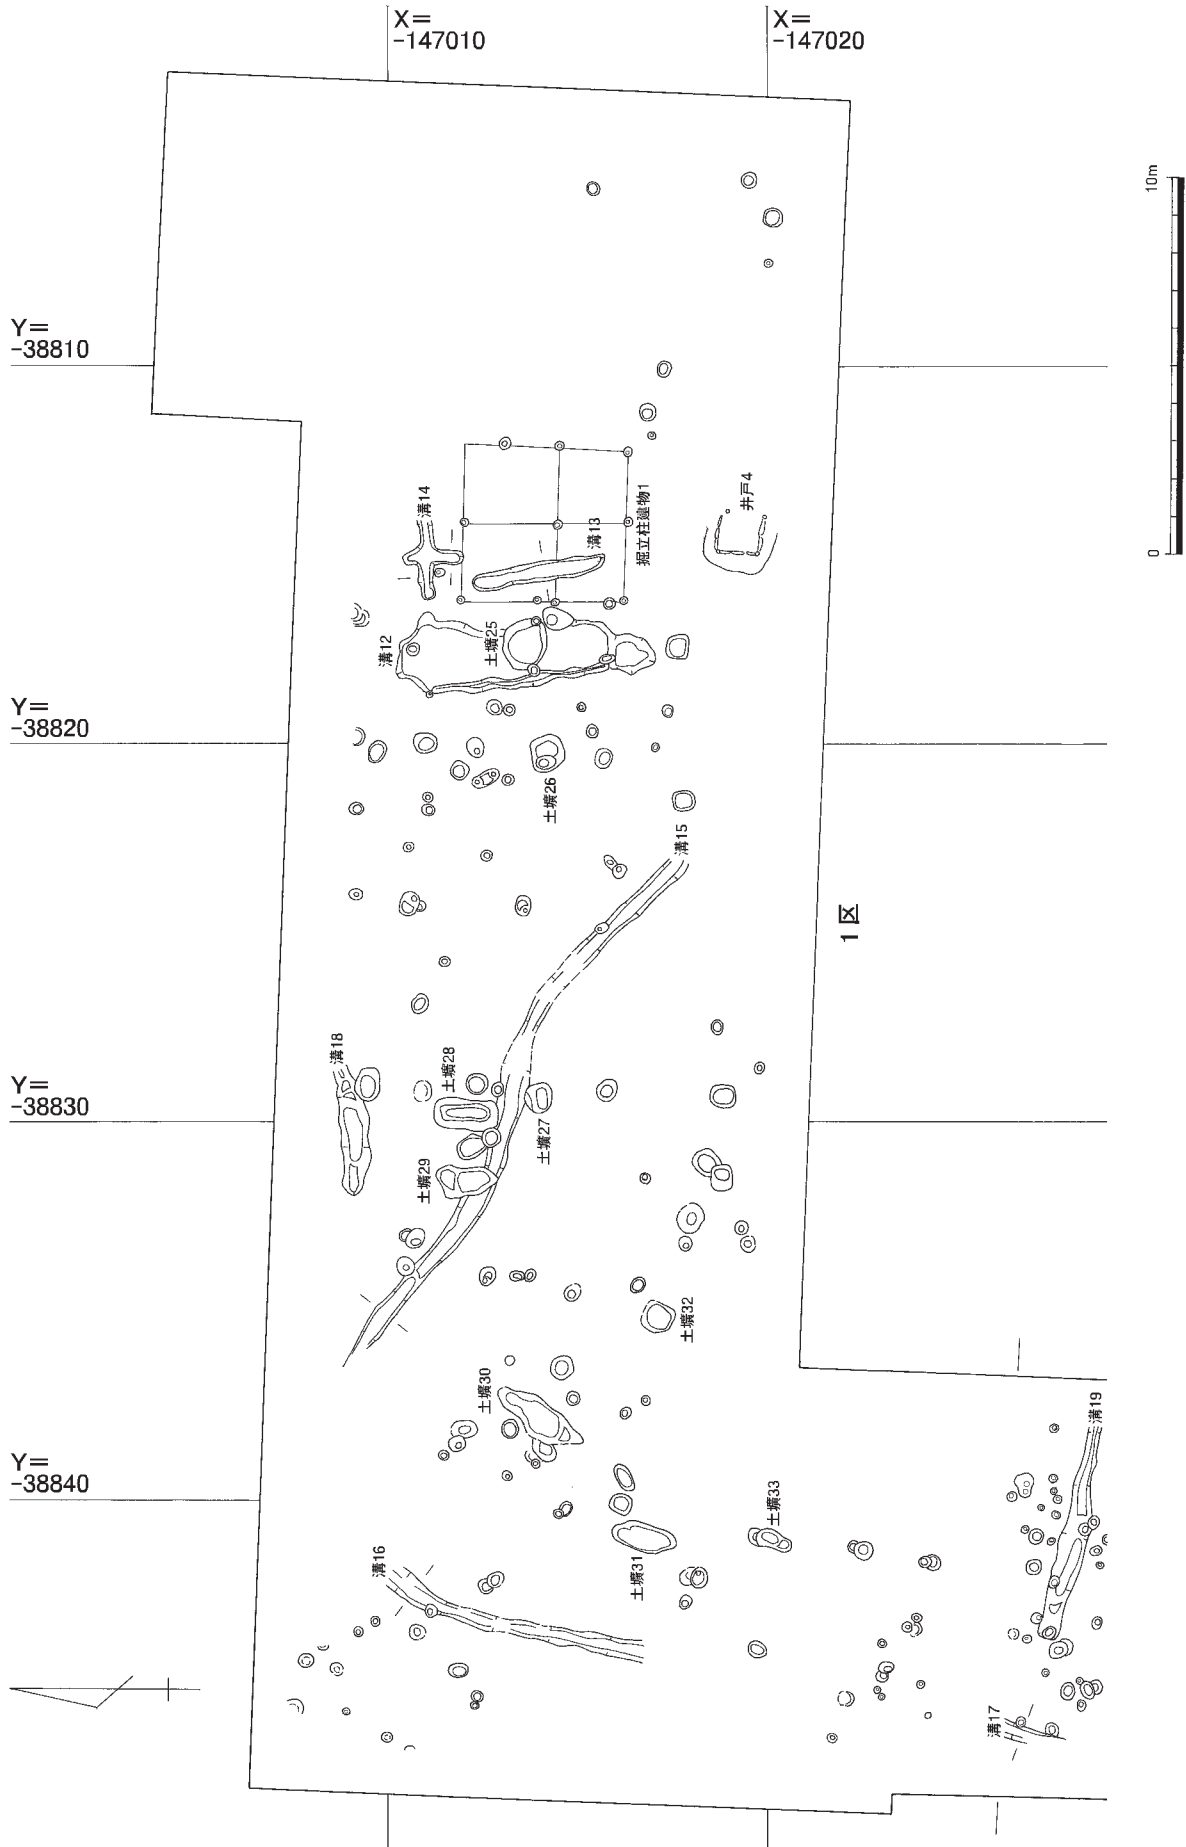 X=
-147010
X=
-147020
10m
0
Y=
-38810
溝14
溝13
掘立柱建物1
井戸4
溝12
土壙25
Y=
-38820
土壙26
溝15
1区
溝18
土壙28
Y=
-38830
土壙27
土壙29
土壙32
土壙30
溝19
Y=
-38840
土壙33
溝16
土壙31
溝17